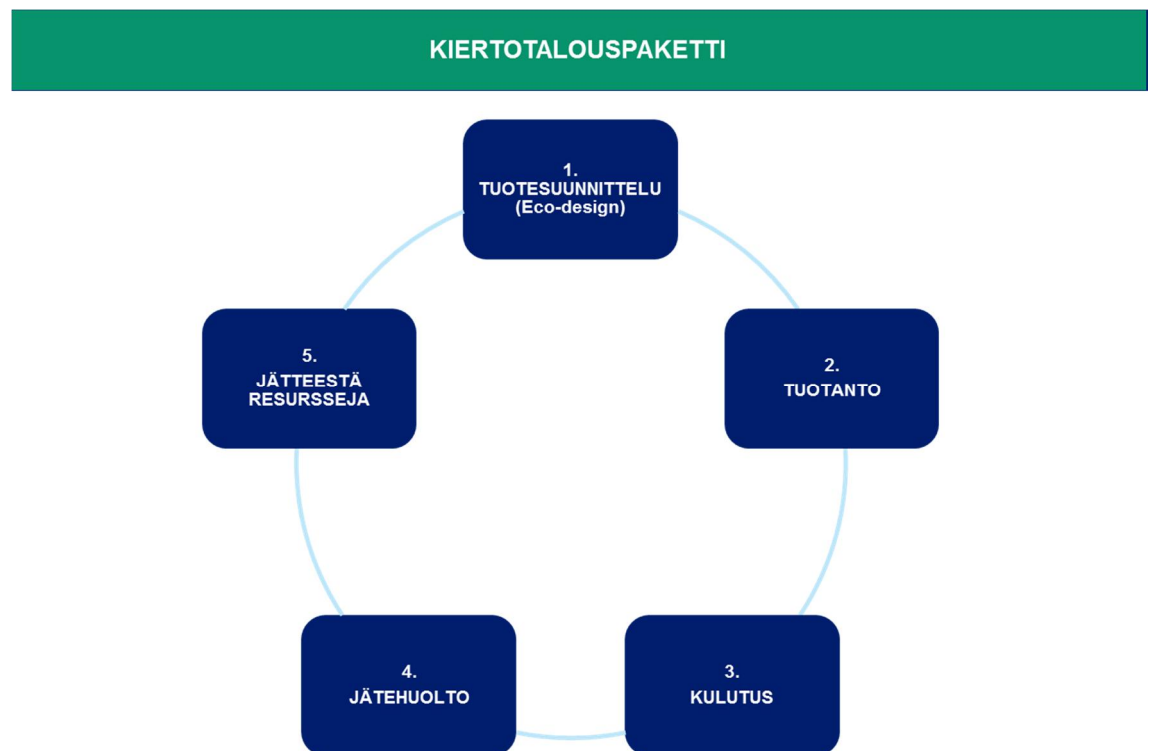 KIERTOTALOUSPAKETTI
1.
TUOTESUUNNITTELU
(Eco-design)
2.
TUOTANTO
3.
KULUTUS
4.
JÄTEHUOLTO
5.
JÄTTEESTÄ
RESURSSEJA